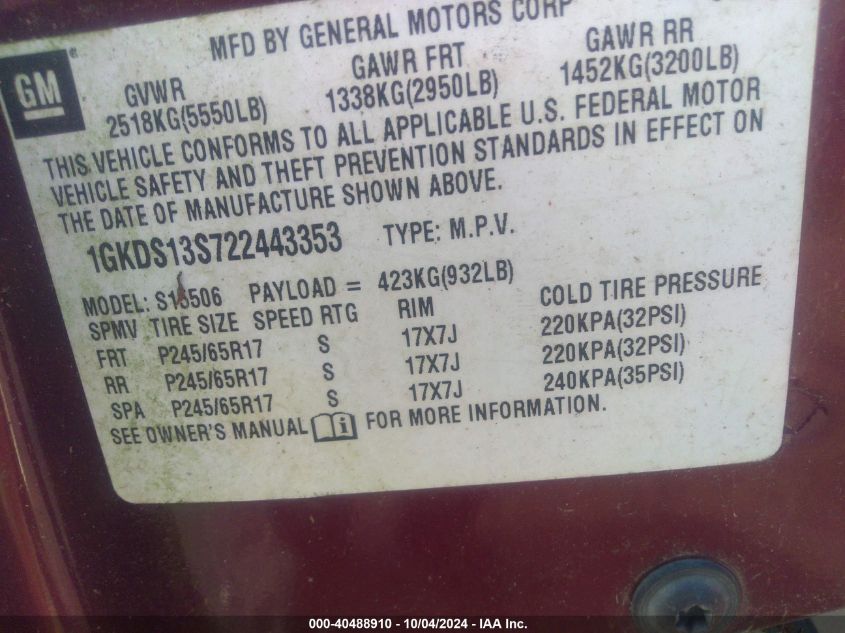 MFD BY GENERAL MOTORS CORP
GM
GVWR GAWR FRT GAWR RR
2518KG(5550LB) 1338KG(2950LB) 1452KG(3200LB)
THIS VEHICLE CONFORMS TO ALL APPLICABLE U.S. FEDERAL MOTOR
VEHICLE SAFETY AND THEFT PREVENTION STANDARDS IN EFFECT ON
THE DATE OF MANUFACTURE SHOWN ABOVE.
1GKDS13S722443353 TYPE: M.P.V.
MODEL: S15506 PAYLOAD = 423KG(932LB)
SPMV TIRE SIZE SPEED RTG RIM COLD TIRE PRESSURE
FRT P245/65R17 S 17X7J 220KPA(32PSI)
RR P245/65R17 S 17X7J 220KPA(32PSI)
SPA P245/65R17 S 17X7J 240KPA(35PSI)
SEE OWNER'S MANUAL i FOR MORE INFORMATION.
000-40488910 - 10/04/2024 - IAA Inc.